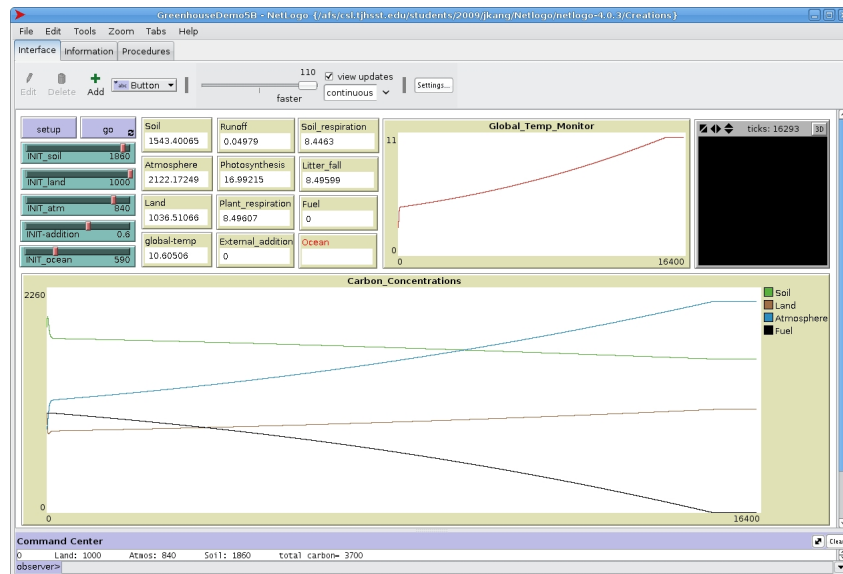 GreenhouseDemo5B - NetLogo {/afs/csl.tjhsst.edu/students/2009/jkang/Netlogo/netlogo-4.0.3/Creations}
File Edit Tools Zoom Tabs Help
Interface Information Procedures
Edit Delete Add Button faster 110 view updates continuous Settings...
setup go
INIT_soil 1860
INIT_land 1000
INIT_atm 840
INIT-addition 0.6
INIT_ocean 590
Soil 1543.40065
Runoff 0.04979
Soil_respiration 8.4463
Atmosphere 2122.17249
Photosynthesis 16.99215
Litter_fall 8.49599
Land 1036.51066
Plant_respiration 8.49607
Fuel 0
global-temp 10.60506
External_addition 0
Ocean
Global_Temp_Monitor
11
0
0 16400
ticks: 16293 3D
Carbon_Concentrations
2260
0
0 16400
Soil
Land
Atmosphere
Fuel
Command Center
0 Land: 1000 Atmos: 840 Soil: 1860 total carbon= 3700
observer>